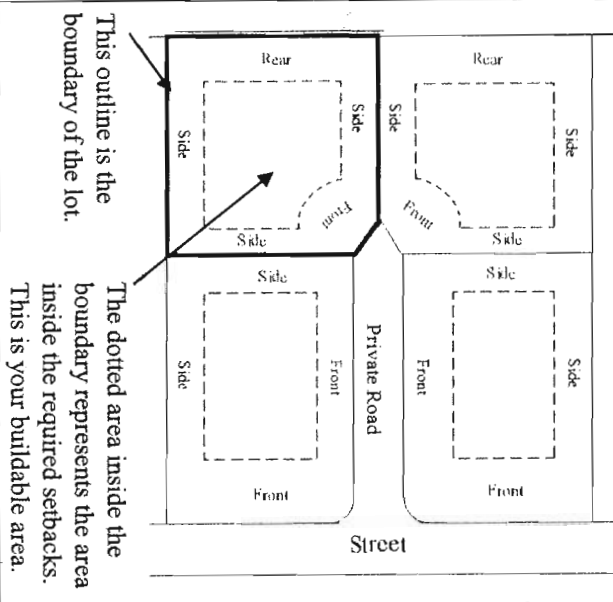 Rear
Rear
Side
Side
Side
Side
Front
Front
Side
Side
Side
Side
Side
Front
Front
Side
Private Road
Front
Front
Street
This outline is the
boundary of the lot.
The dotted area inside the
boundary represents the area
inside the required setbacks.
This is your buildable area.